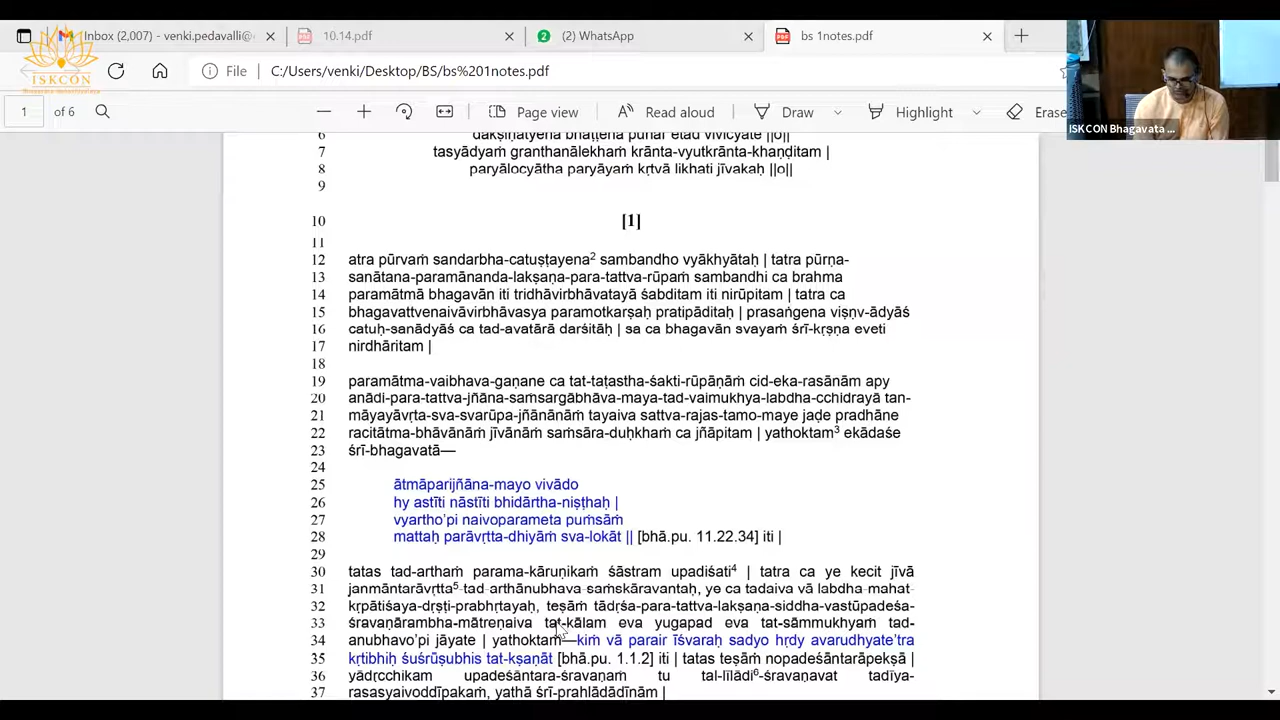 Inbox (2,007) - venki.pedavalli@
10.14.pdf
2 (2) WhatsApp
bs 1notes.pdf
ISKCON
File C:/Users/venki/Desktop/BS/bs%201notes.pdf
1 of 6
Page view
Read aloud
Draw
Highlight
Erase
ISKCON Bhagavata ...
6 dākṣiṇātyena bhaṭṭena punar etad vivicyate ||o||
7 tasyādyaṁ granthanālekhaṁ krānta-vyutkrānta-khaṇḍitam |
8 paryālocyātha paryāyaṁ kṛtvā likhati jīvakaḥ ||o||
9
10 [1]
11
12 atra pūrvaṁ sandarbha-catuṣṭayena2 sambandho vyākhyātaḥ | tatra pūrṇa-
13 sanātana-paramānanda-lakṣaṇa-para-tattva-rūpaṁ sambandhi ca brahma
14 paramātmā bhagavān iti tridhāvirbhāvatayā śabditam iti nirūpitam | tatra ca
15 bhagavattvenaivāvirbhāvasya paramotkarṣaḥ pratipāditaḥ | prasaṅgena viṣṇv-ādyāś
16 catuḥ-sanādyāś ca tad-avatārā darśitāḥ | sa ca bhagavān svayaṁ śrī-kṛṣṇa eveti
17 nirdhāritam |
18
19 paramātma-vaibhava-gaṇane ca tat-taṭastha-śakti-rūpāṇāṁ cid-eka-rasānām apy
20 anādi-para-tattva-jñāna-saṁsargābhāva-maya-tad-vaimukhya-labdha-cchidrayā tan-
21 māyayāvṛta-sva-svarūpa-jñānānāṁ tayaiva sattva-rajas-tamo-maye jaḍe pradhāne
22 racitātma-bhāvānāṁ jīvānāṁ saṁsāra-duḥkhaṁ ca jñāpitam | yathoktam3 ekādaśe
23 śrī-bhagavatā—
24
25 ātmāparijñāna-mayo vivādo
26 hy astīti nāstīti bhidārtha-niṣṭhaḥ |
27 vyartho'pi naivoparameta puṁsāṁ
28 mattaḥ parāvṛtta-dhiyāṁ sva-lokāt || [bhā.pu. 11.22.34] iti |
29
30 tatas tad-arthaṁ parama-kāruṇikaṁ śāstram upadiśati4 | tatra ca ye kecit jīvā
31 janmāntarāvṛtta5-tad-arthānubhava-saṁskāravantaḥ, ye ca tadaiva vā labdha-mahat-
32 kṛpātiśaya-dṛṣṭi-prabhṛtayaḥ, teṣāṁ tādṛśa-para-tattva-lakṣaṇa-siddha-vastūpadeśa-
33 śravaṇārambha-mātreṇaiva tat-kālam eva yugapad eva tat-sāmmukhyaṁ tad-
34 anubhavo'pi jāyate | yathoktam—kiṁ vā parair īśvaraḥ sadyo hṛdy avarudhyate'tra
35 kṛtibhiḥ śuśrūṣubhis tat-kṣaṇāt [bhā.pu. 1.1.2] iti | tatas teṣāṁ nopadeśāntarāpekṣā |
36 yādṛcchikam upadeśāntara-śravaṇaṁ tu tal-līlādi6-śravaṇavat tadīya-
37 rasasyaivoddīpakaṁ, yathā śrī-prahlādādīnām |